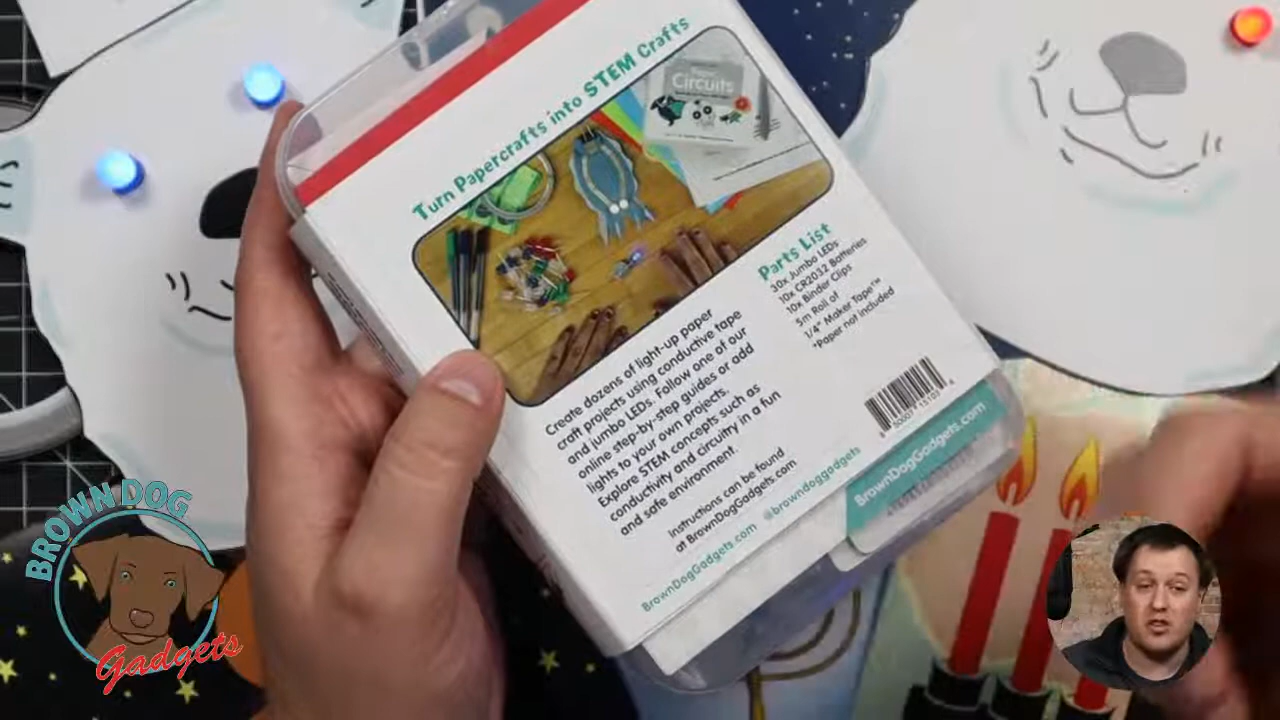 Turn Papercrafts into STEM Crafts
Circuits
Parts List
30x Jumbo LEDs
10x CR2032 Batteries
10x Binder Clips
5m Roll of
1/4" Maker Tape™
*Paper not included
Create dozens of light-up paper
craft projects using conductive tape
and jumbo LEDs. Follow one of our
online step-by-step guides or add
lights to your own projects.
Explore STEM concepts such as
conductivity and circuitry in a fun
and safe environment.
Instructions can be found
at BrownDogGadgets.com
BrownDogGadgets.com @browndoggadgets
BrownDogGadgets.com
BROWN DOG
Gadgets